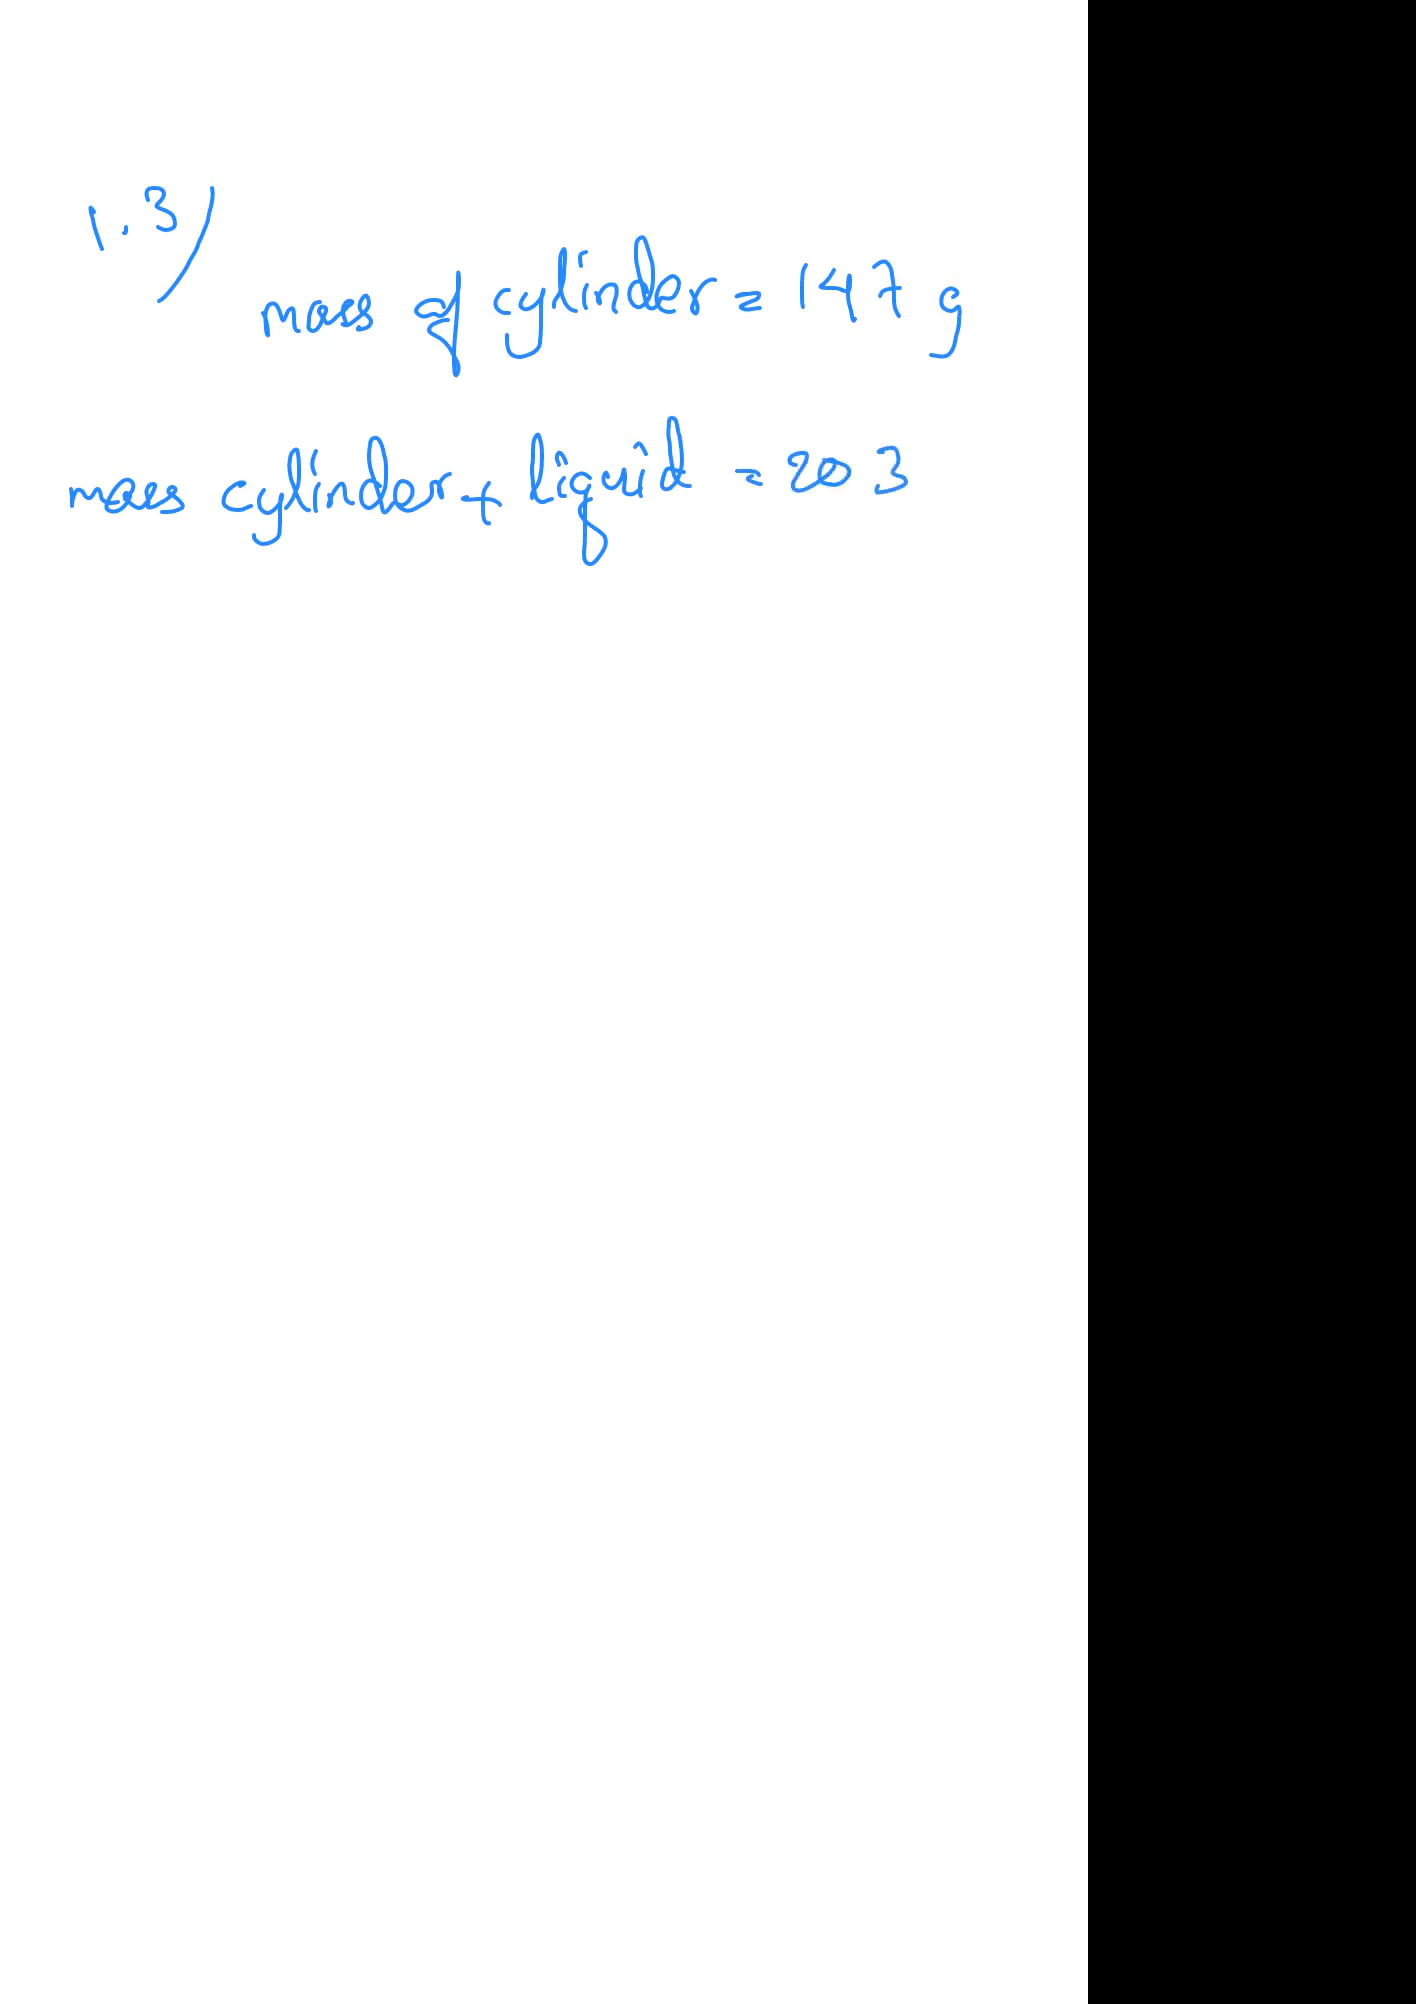 1.3/
mass of cylinder = 147 g
mass cylinder + liquid = 203